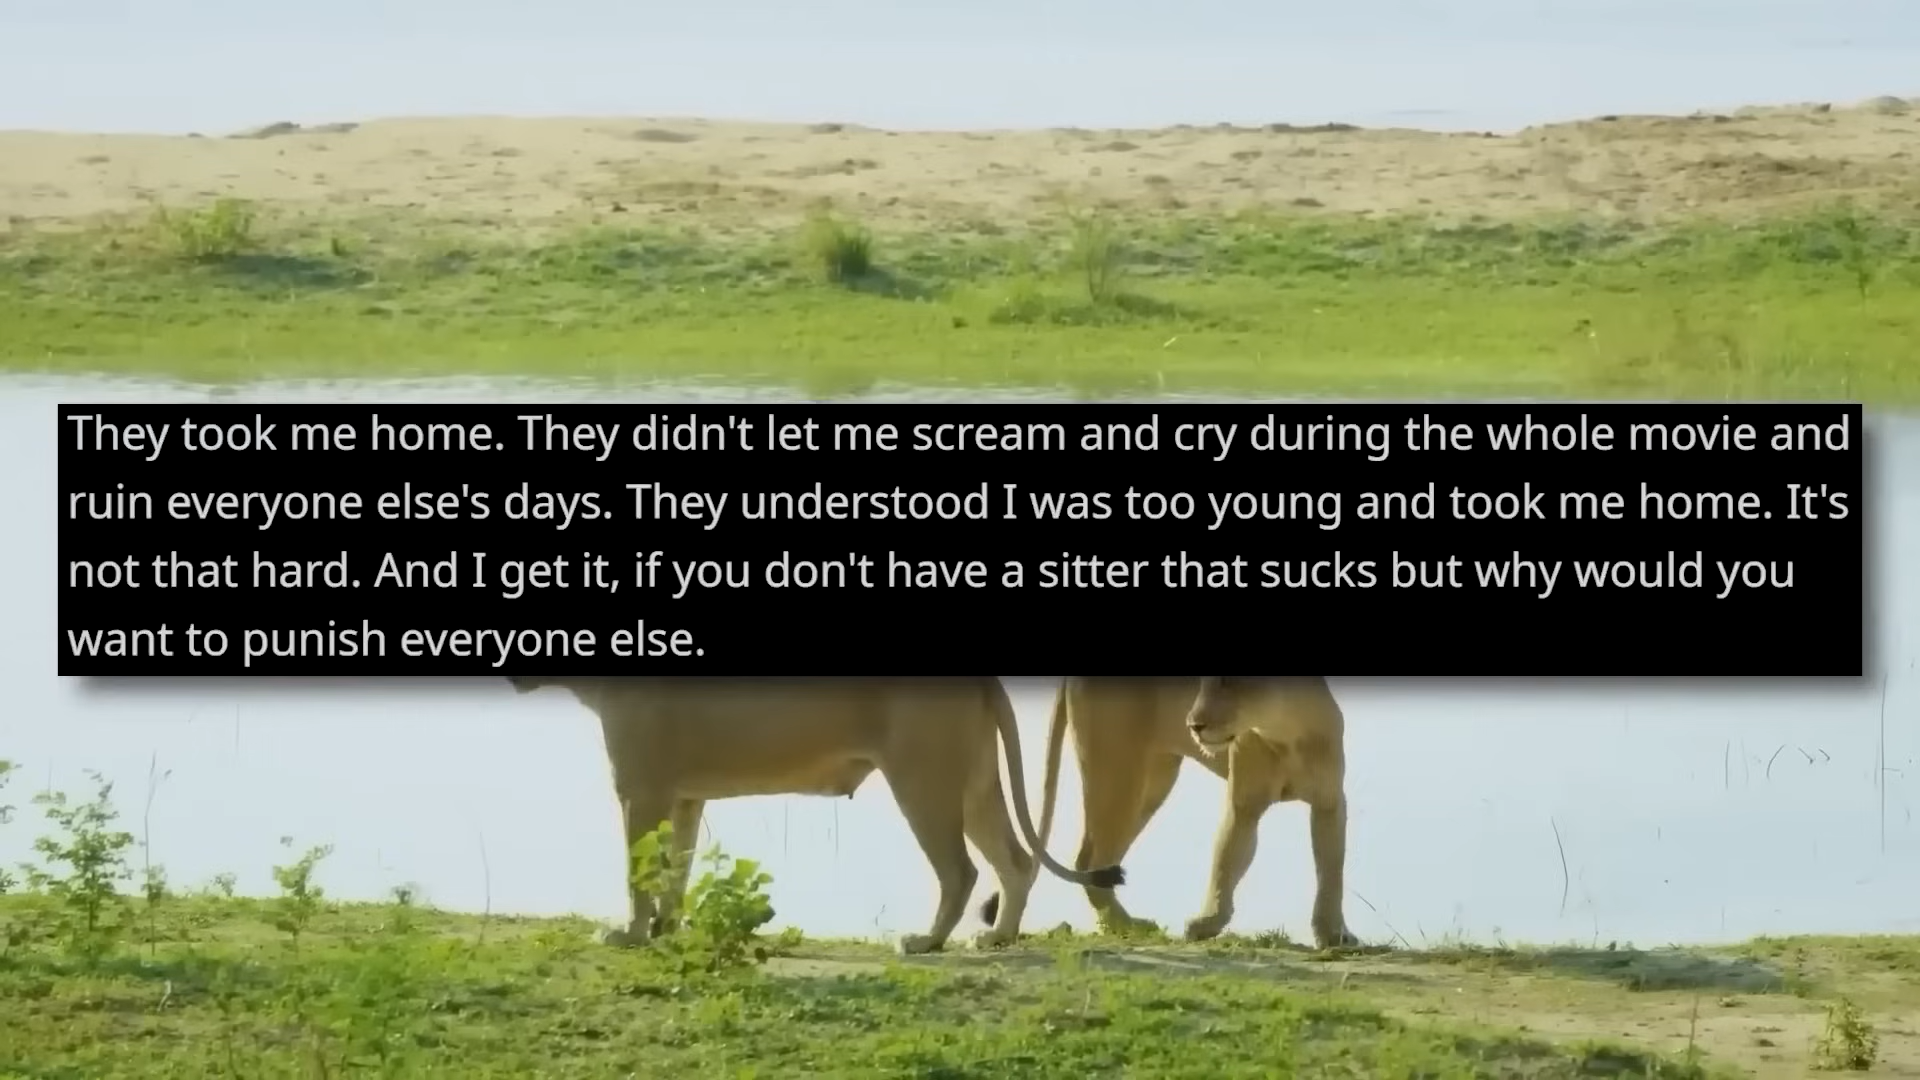 They took me home. They didn't let me scream and cry during the whole movie and
ruin everyone else's days. They understood I was too young and took me home. It's
not that hard. And I get it, if you don't have a sitter that sucks but why would you
want to punish everyone else.